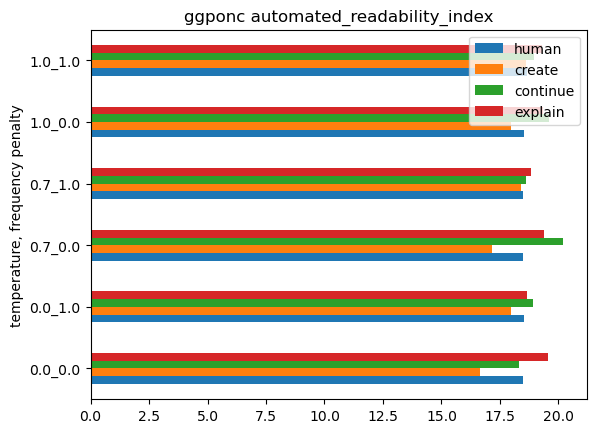 ggponc automated_readability_index
human
create
continue
explain
temperature, frequency penalty
1.0_1.0
1.0_0.0
0.7_1.0
0.7_0.0
0.0_1.0
0.0_0.0
0.0 2.5 5.0 7.5 10.0 12.5 15.0 17.5 20.0